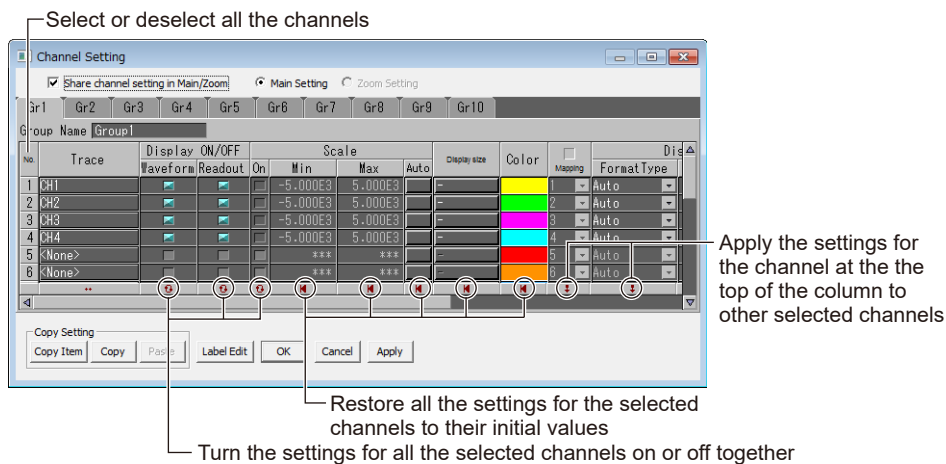 Select or deselect all the channels
Channel Setting
Share channel setting in Main/Zoom Main Setting Zoom Setting
Gr1 Gr2 Gr3 Gr4 Gr5 Gr6 Gr7 Gr8 Gr9 Gr10
Group Name Group1
No. Trace Display ON/OFF Scale Display size Color Mapping Dis
Waveform Readout On Min Max Auto FormatType
1 CH1 -5.000E3 5.000E3 - 1 Auto
2 CH2 -5.000E3 5.000E3 - 2 Auto
3 CH3 -5.000E3 5.000E3 - 3 Auto
4 CH4 -5.000E3 5.000E3 - 4 Auto
5 <None> *** *** - 5 Auto
6 <None> *** *** - 6 Auto
Apply the settings for
the channel at the the
top of the column to
other selected channels
Copy Setting
Copy Item Copy Paste Label Edit OK Cancel Apply
Restore all the settings for the selected
channels to their initial values
Turn the settings for all the selected channels on or off together